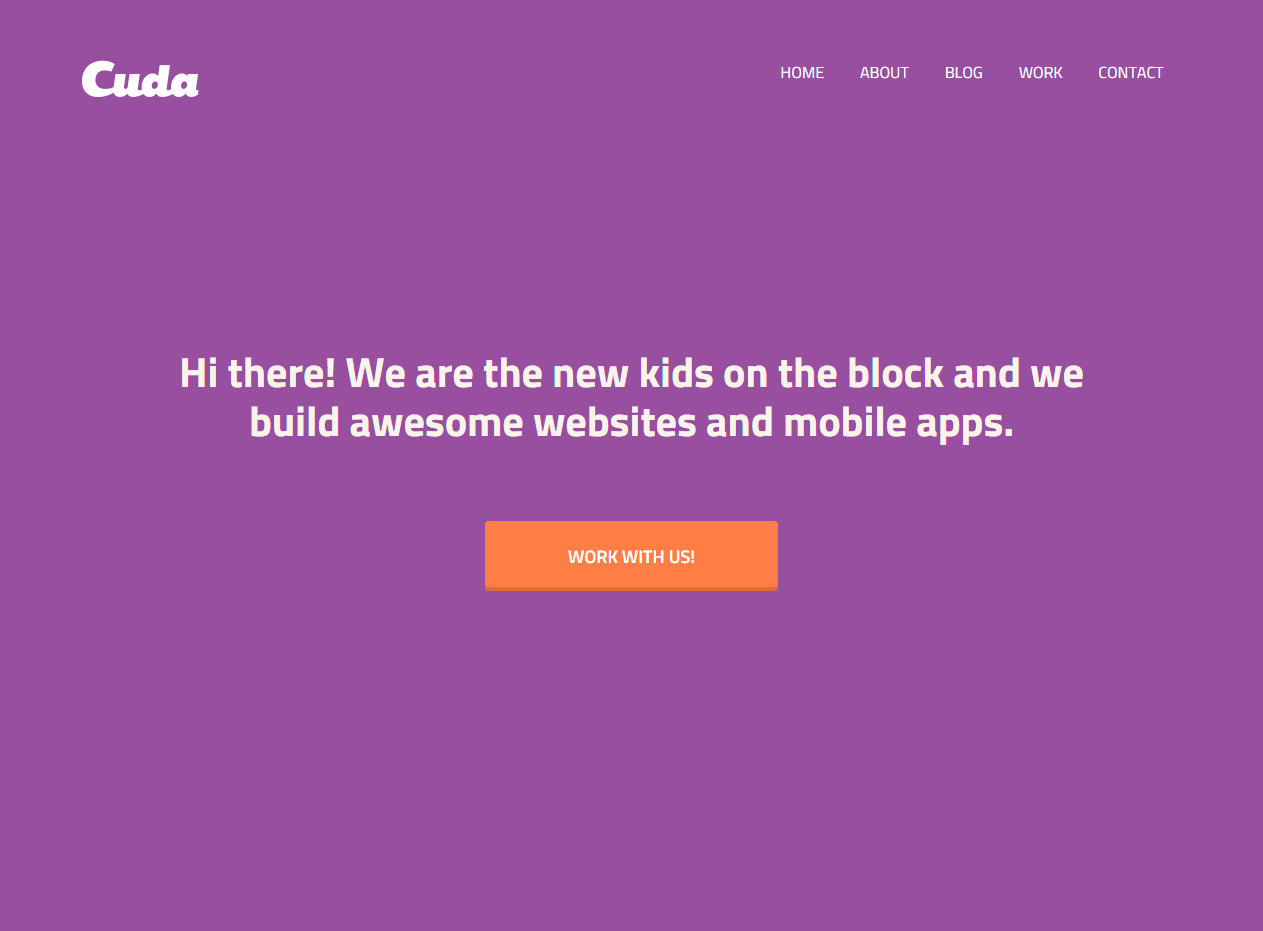 Cuda
HOME ABOUT BLOG WORK CONTACT
Hi there! We are the new kids on the block and we
build awesome websites and mobile apps.
WORK WITH US!